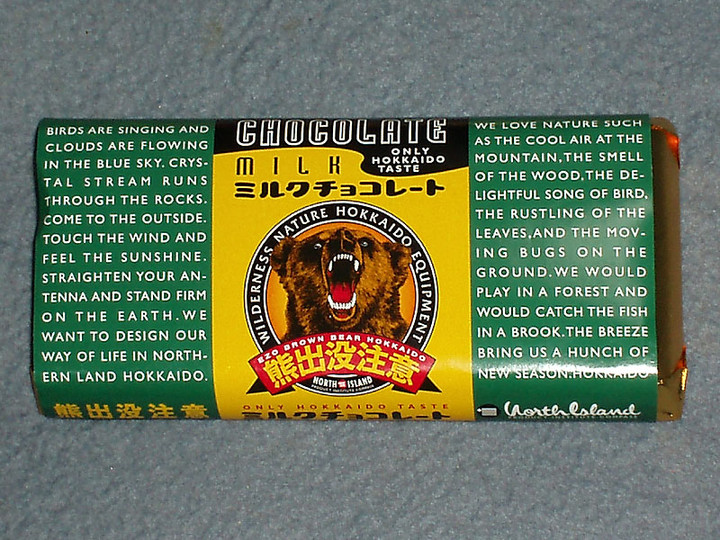 BIRDS ARE SINGING AND
CLOUDS ARE FLOWING
IN THE BLUE SKY. CRYS-
TAL STREAM RUNS
THROUGH THE ROCKS.
COME TO THE OUTSIDE.
TOUCH THE WIND AND
FEEL THE SUNSHINE.
STRAIGHTEN YOUR AN-
TENNA AND STAND FIRM
ON THE EARTH. WE
WANT TO DESIGN OUR
WAY OF LIFE IN NORTH-
ERN LAND HOKKAIDO.
熊出没注意
CHOCOLATE
MILK
ONLY
HOKKAIDO
TASTE
ミルクチョコレート
WILDERNESS NATURE HOKKAIDO EQUIPMENT
EZO BROWN BEAR HOKKAIDO
熊出没注意
NORTH ISLAND
PRODUCT INSTITUTE COMPASS
ONLY HOKKAIDO TASTE
ミルクチョコレート
WE LOVE NATURE SUCH
AS THE COOL AIR AT THE
MOUNTAIN,THE SMELL
OF THE WOOD,THE DE-
LIGHTFUL SONG OF BIRD,
THE RUSTLING OF THE
LEAVES,AND THE MOV-
ING BUGS ON THE
GROUND.WE WOULD
PLAY IN A FOREST AND
WOULD CATCH THE FISH
IN A BROOK.THE BREEZE
BRING US A HUNCH OF
NEW SEASON.HOKKAIDO
North Island
PRODUCT INSTITUTE COMPASS